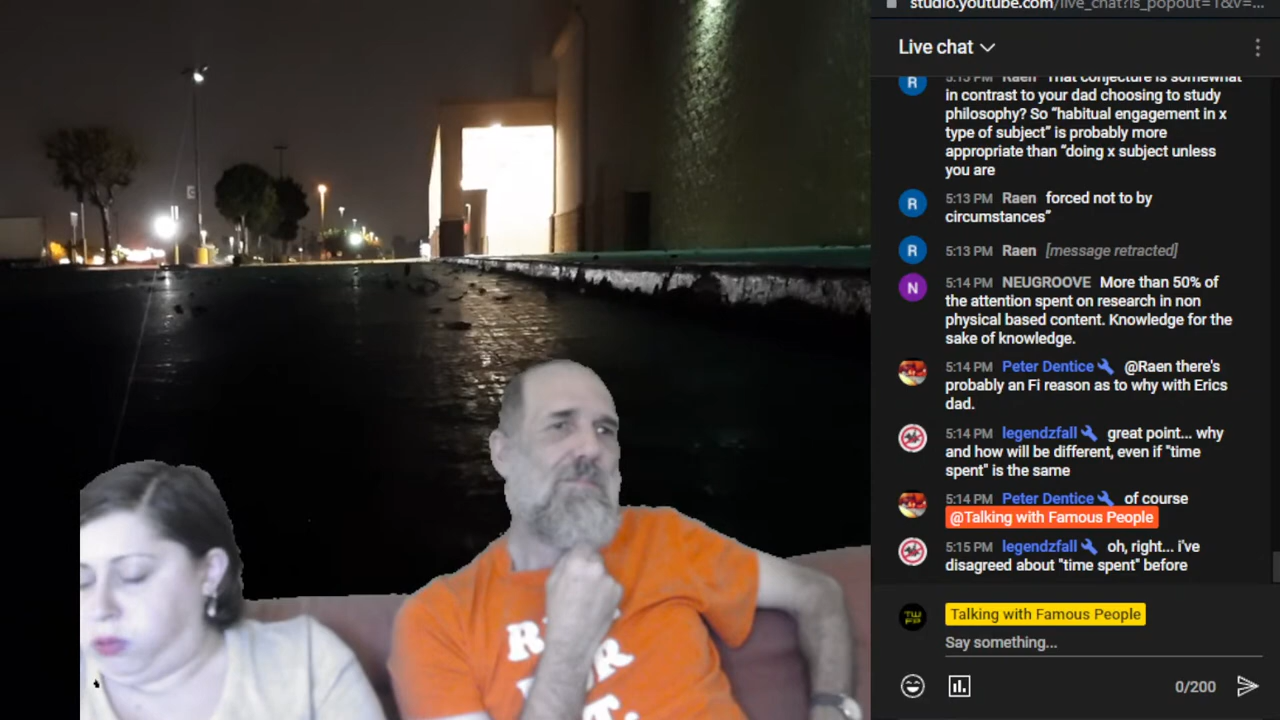 studio.youtube.com/live_chat?is_popout=1&v=...
Live chat
R
5:13 PM Raen "That conjecture is somewhat
in contrast to your dad choosing to study
philosophy? So “habitual engagement in x
type of subject” is probably more
appropriate than “doing x subject unless
you are
R
5:13 PM Raen forced not to by
circumstances”
R
5:13 PM Raen [message retracted]
N
5:14 PM NEUGROOVE More than 50% of
the attention spent on research in non
physical based content. Knowledge for the
sake of knowledge.
5:14 PM Peter Dentice @Raen there's
probably an Fi reason as to why with Erics
dad.
5:14 PM legendzfall great point... why
and how will be different, even if "time
spent" is the same
5:14 PM Peter Dentice of course
@Talking with Famous People
5:15 PM legendzfall oh, right... i've
disagreed about "time spent" before
TW
FP
Talking with Famous People
Say something...
0/200